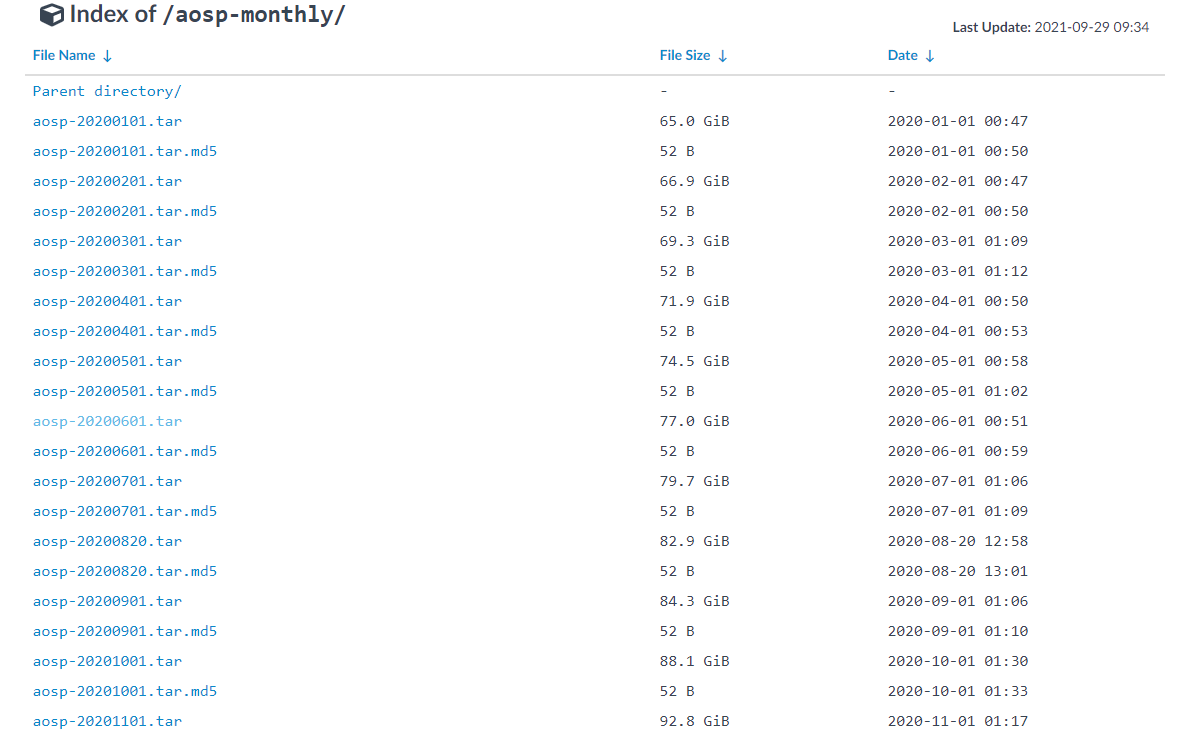 Index of /aosp-monthly/
Last Update: 2021-09-29 09:34
File Name ↓ File Size ↓ Date ↓
Parent directory/ - -
aosp-20200101.tar 65.0 GiB 2020-01-01 00:47
aosp-20200101.tar.md5 52 B 2020-01-01 00:50
aosp-20200201.tar 66.9 GiB 2020-02-01 00:47
aosp-20200201.tar.md5 52 B 2020-02-01 00:50
aosp-20200301.tar 69.3 GiB 2020-03-01 01:09
aosp-20200301.tar.md5 52 B 2020-03-01 01:12
aosp-20200401.tar 71.9 GiB 2020-04-01 00:50
aosp-20200401.tar.md5 52 B 2020-04-01 00:53
aosp-20200501.tar 74.5 GiB 2020-05-01 00:58
aosp-20200501.tar.md5 52 B 2020-05-01 01:02
aosp-20200601.tar 77.0 GiB 2020-06-01 00:51
aosp-20200601.tar.md5 52 B 2020-06-01 00:59
aosp-20200701.tar 79.7 GiB 2020-07-01 01:06
aosp-20200701.tar.md5 52 B 2020-07-01 01:09
aosp-20200820.tar 82.9 GiB 2020-08-20 12:58
aosp-20200820.tar.md5 52 B 2020-08-20 13:01
aosp-20200901.tar 84.3 GiB 2020-09-01 01:06
aosp-20200901.tar.md5 52 B 2020-09-01 01:10
aosp-20201001.tar 88.1 GiB 2020-10-01 01:30
aosp-20201001.tar.md5 52 B 2020-10-01 01:33
aosp-20201101.tar 92.8 GiB 2020-11-01 01:17